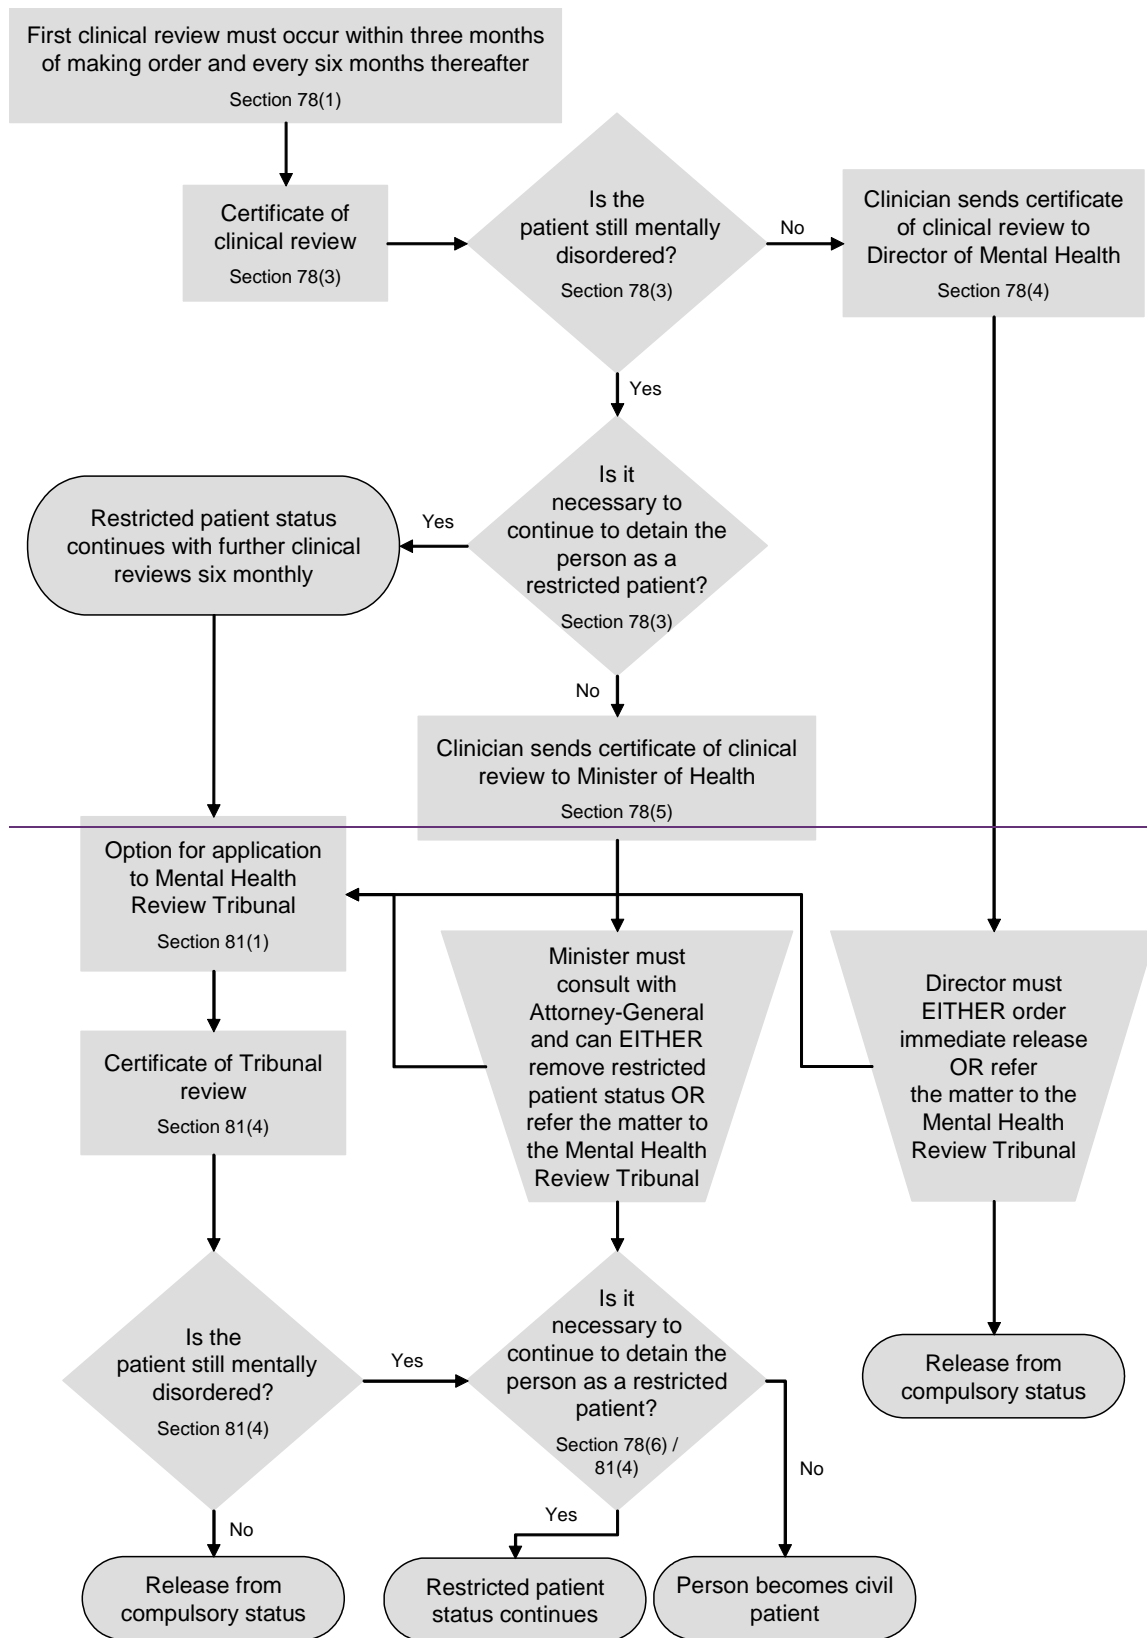 First clinical review must occur within three months
of making order and every six months thereafter
Section 78(1)
Certificate of
clinical review
Section 78(3)
Is the
patient still mentally
disordered?
Section 78(3)
No
Clinician sends certificate
of clinical review to
Director of Mental Health
Section 78(4)
Yes
Is it
necessary to
continue to detain the
person as a
restricted patient?
Section 78(3)
Yes
Restricted patient status
continues with further clinical
reviews six monthly
No
Clinician sends certificate of clinical
review to Minister of Health
Section 78(5)
Option for application
to Mental Health
Review Tribunal
Section 81(1)
Minister must
consult with
Attorney-General
and can EITHER
remove restricted
patient status OR
refer the matter to
the Mental Health
Review Tribunal
Director must
EITHER order
immediate release
OR refer
the matter to the
Mental Health
Review Tribunal
Certificate of Tribunal
review
Section 81(4)
Is the
patient still mentally
disordered?
Section 81(4)
Yes
Is it
necessary to
continue to detain the
person as a restricted
patient?
Section 78(6) /
81(4)
Release from
compulsory status
No
Yes
No
Release from
compulsory status
Restricted patient
status continues
Person becomes civil
patient